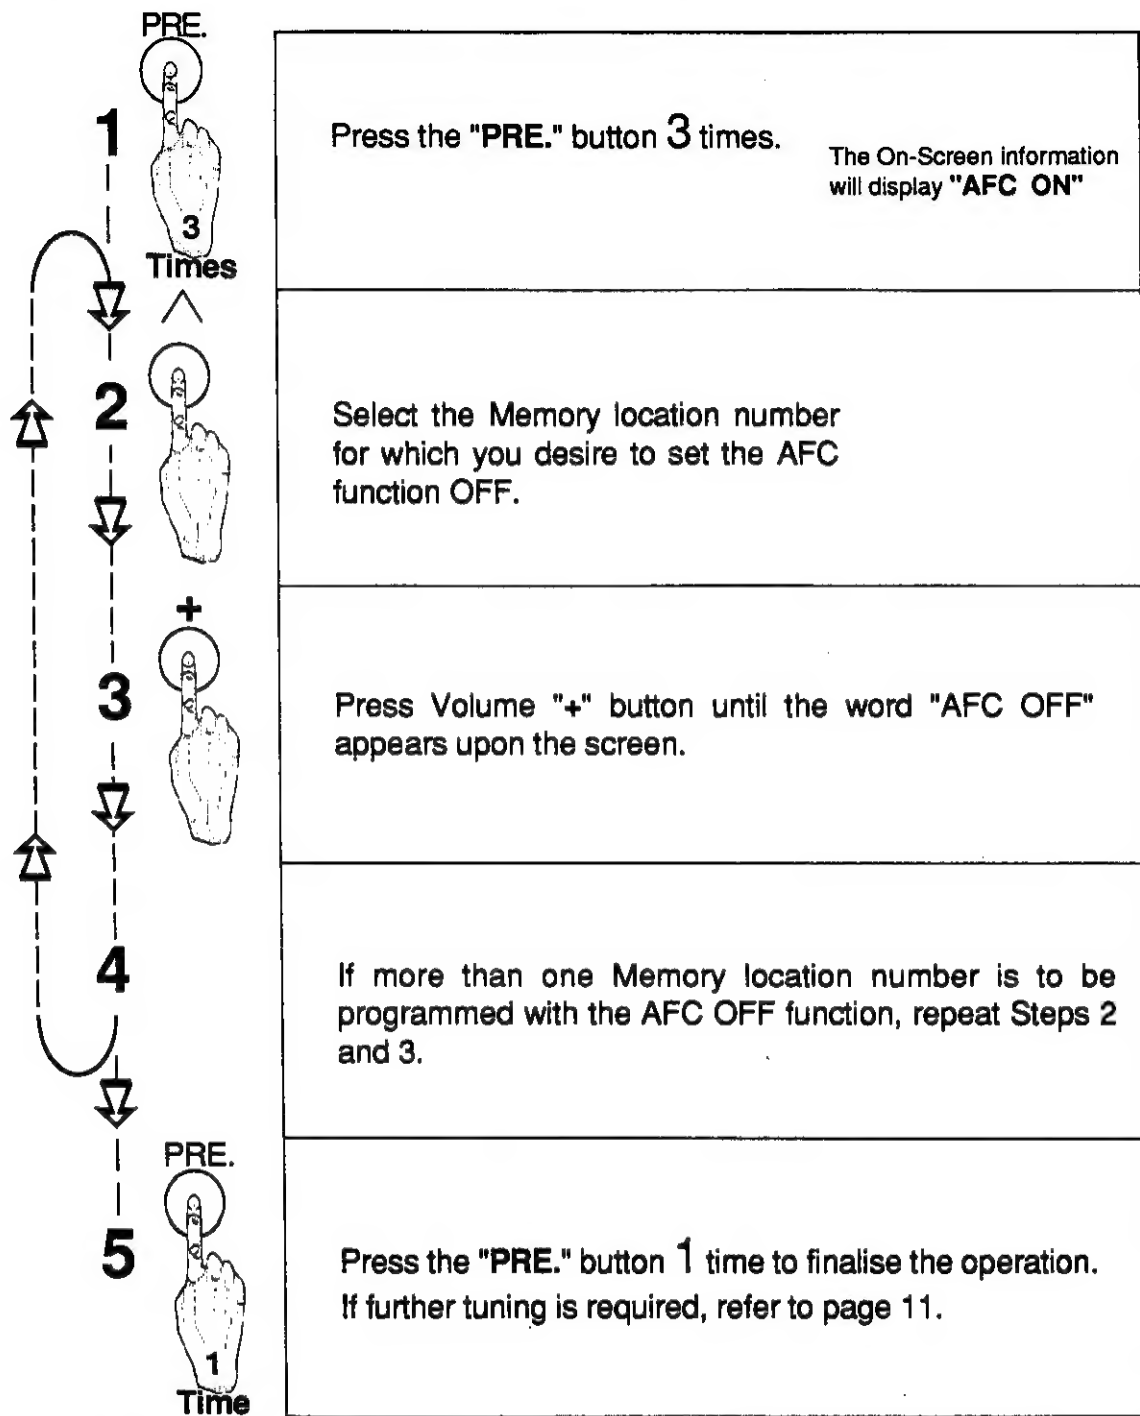 PRE.
1
3
Times
Press the "PRE." button 3 times.
The On-Screen information
will display "AFC ON"
2
Select the Memory location number
for which you desire to set the AFC
function OFF.
+
3
Press Volume "+" button until the word "AFC OFF"
appears upon the screen.
4
If more than one Memory location number is to be
programmed with the AFC OFF function, repeat Steps 2
and 3.
PRE.
5
1
Time
Press the "PRE." button 1 time to finalise the operation.
If further tuning is required, refer to page 11.